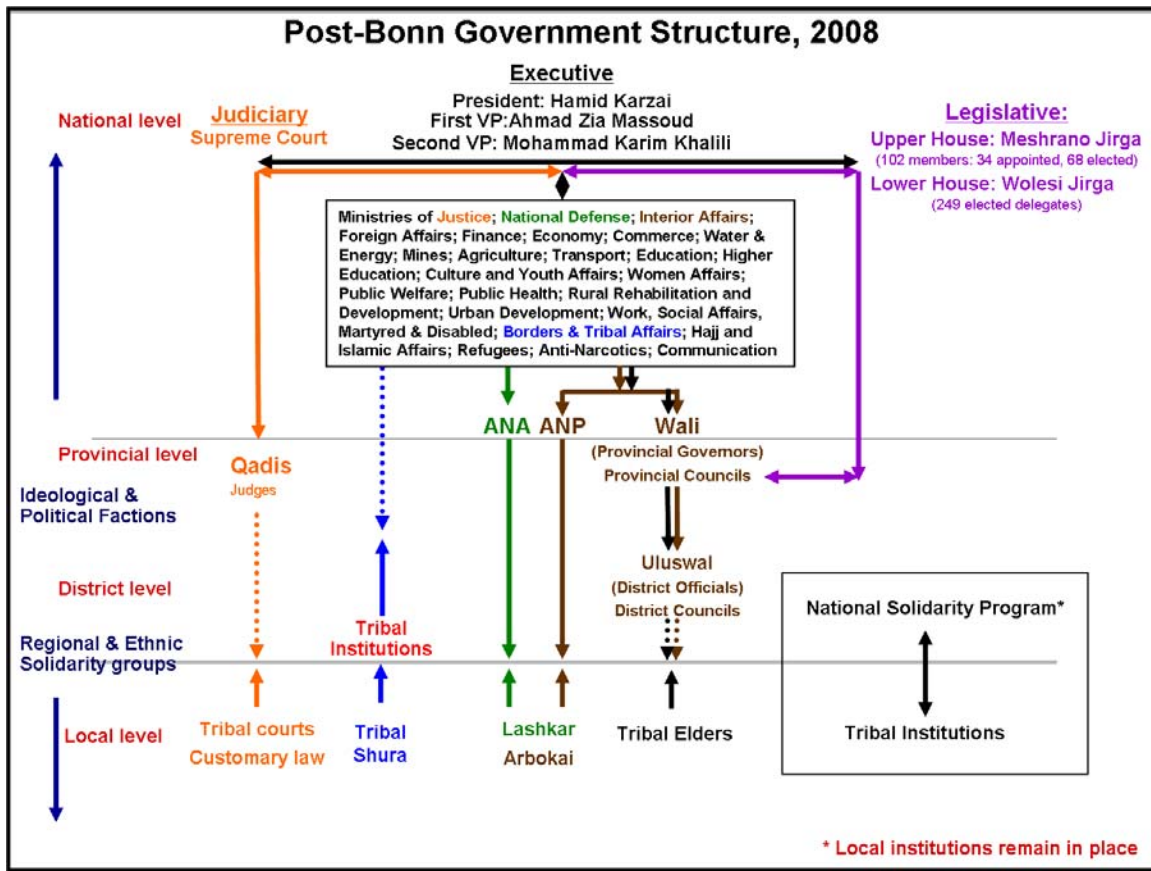 Post-Bonn Government Structure, 2008
Executive
President: Hamid Karzai
First VP:Ahmad Zia Massoud
Second VP: Mohammad Karim Khalili
National level
Judiciary
Supreme Court
Legislative:
Upper House: Meshrano Jirga
(102 members: 34 appointed, 68 elected)
Lower House: Wolesi Jirga
(249 elected delegates)
Ministries of Justice; National Defense; Interior Affairs;
Foreign Affairs; Finance; Economy; Commerce; Water &
Energy; Mines; Agriculture; Transport; Education; Higher
Education; Culture and Youth Affairs; Women Affairs;
Public Welfare; Public Health; Rural Rehabilitation and
Development; Urban Development; Work, Social Affairs,
Martyred & Disabled; Borders & Tribal Affairs; Hajj and
Islamic Affairs; Refugees; Anti-Narcotics; Communication
ANA
ANP
Wali
(Provincial Governors)
Provincial Councils
Provincial level
Qadis
Judges
Ideological &
Political Factions
Uluswal
(District Officials)
District Councils
District level
Tribal
Institutions
Regional & Ethnic
Solidarity groups
National Solidarity Program*
Tribal Institutions
Local level
Tribal courts
Customary law
Tribal
Shura
Lashkar
Arbokai
Tribal Elders
* Local institutions remain in place